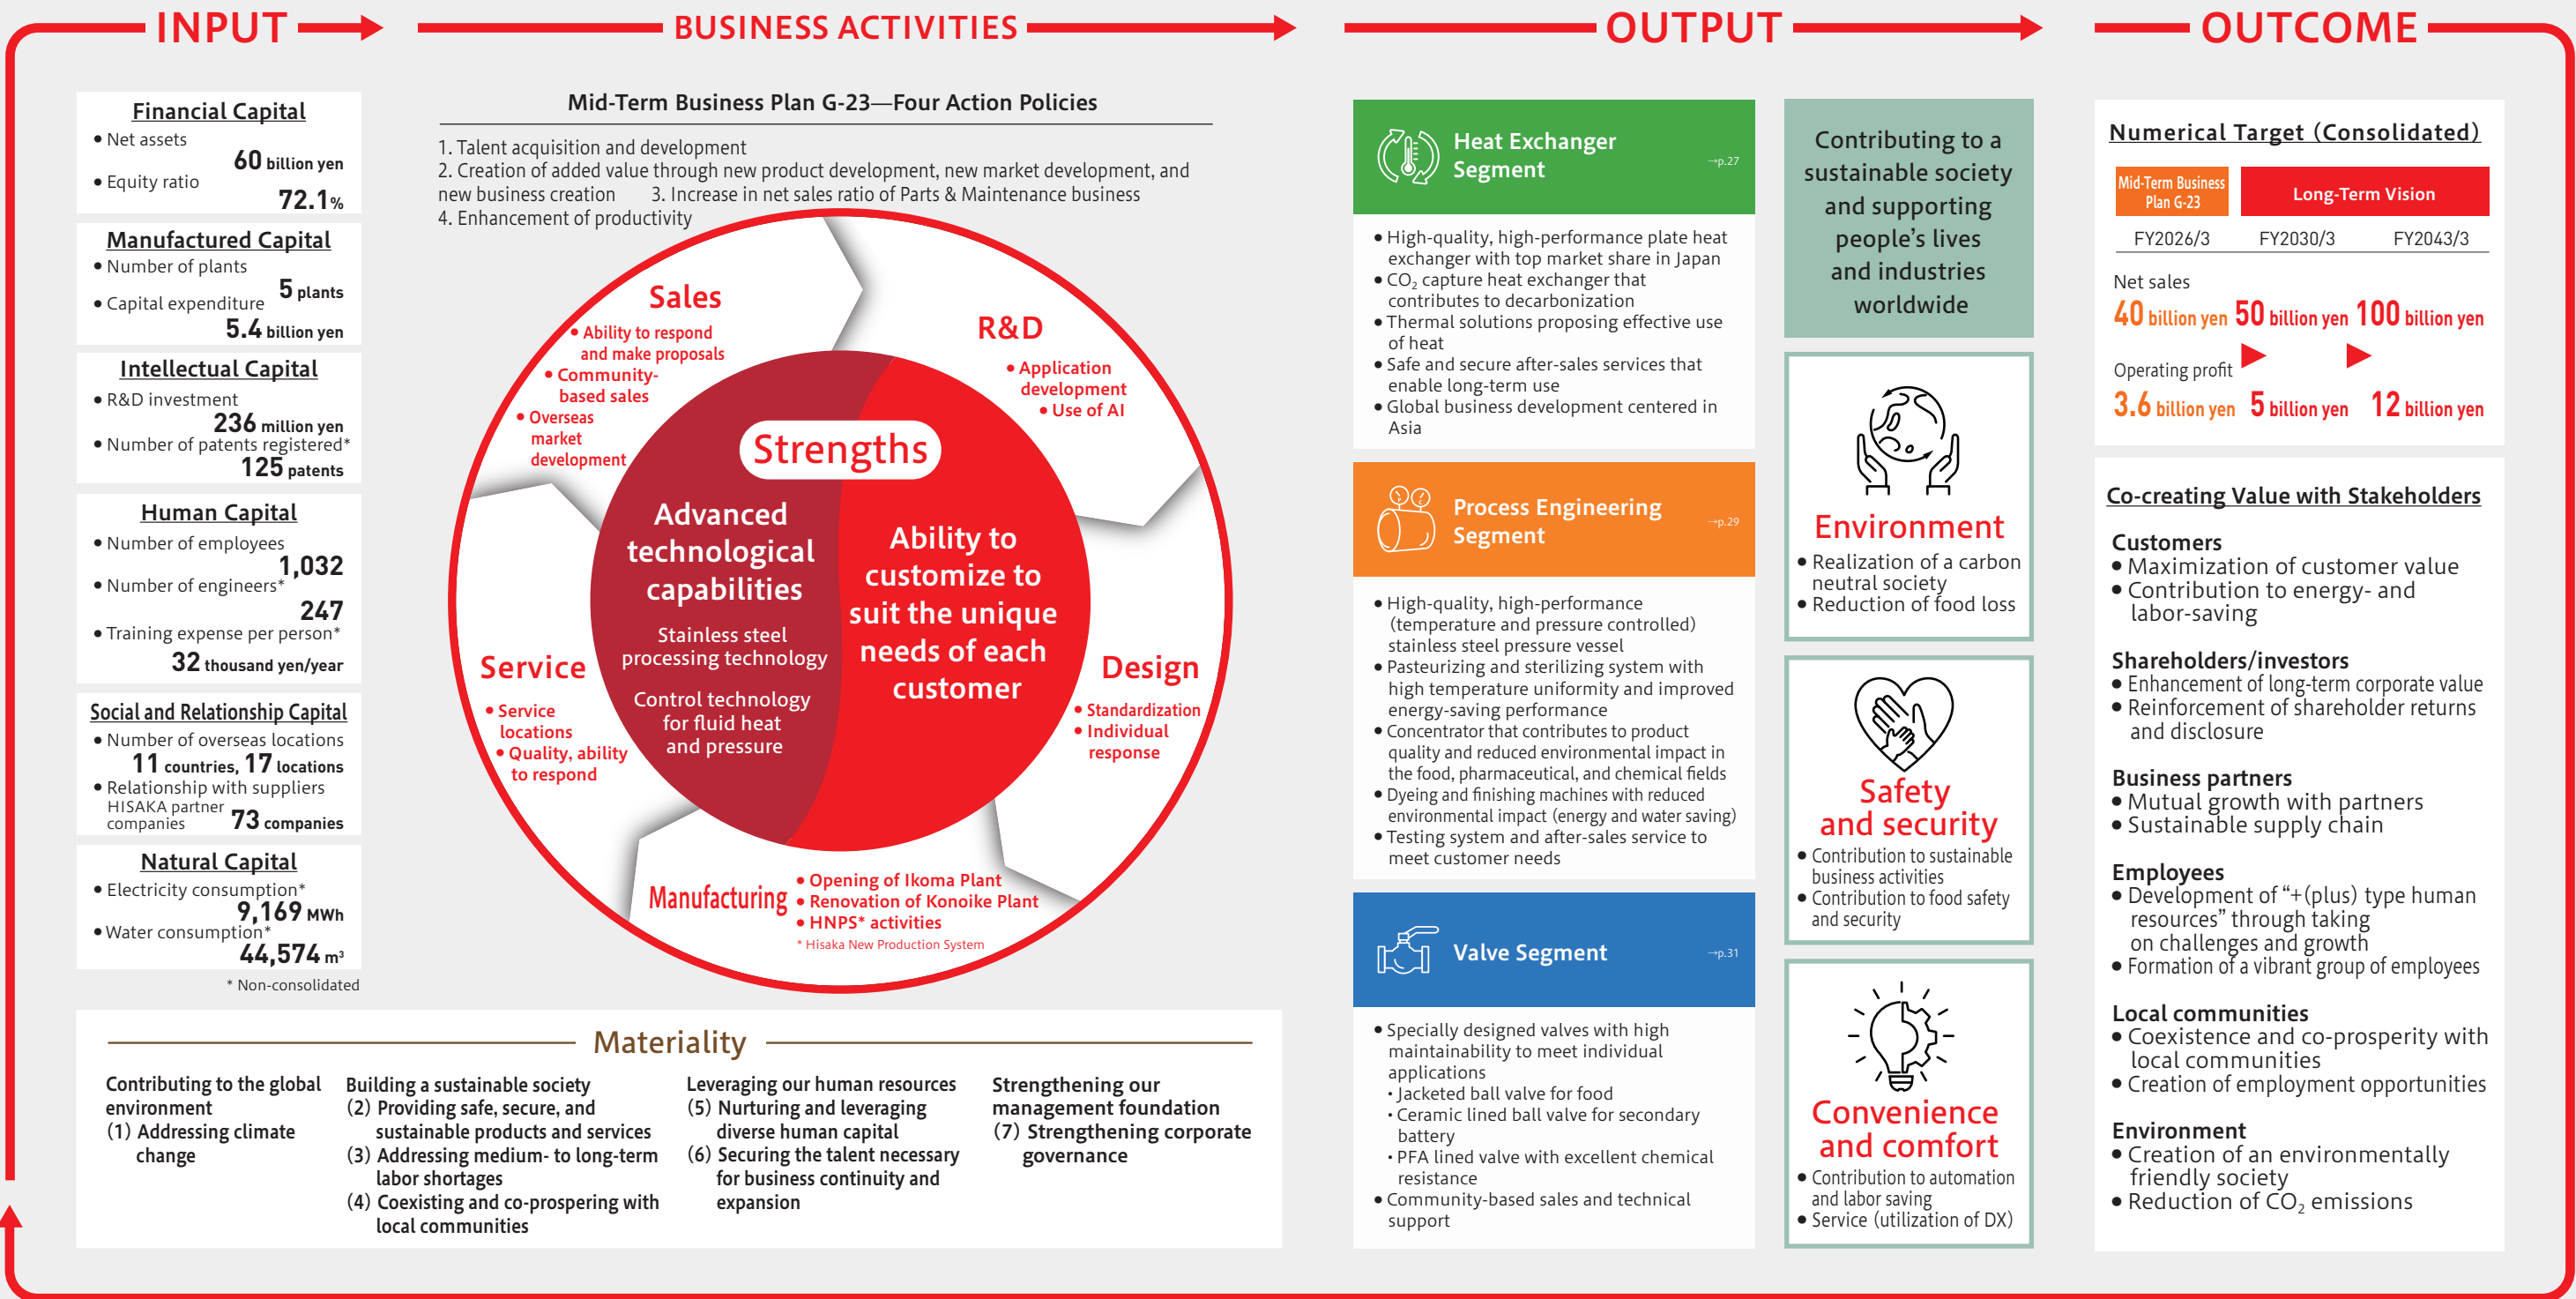 INPUT
BUSINESS ACTIVITIES
OUTPUT
OUTCOME
Financial Capital
• Net assets
60 billion yen
• Equity ratio
72.1%
Manufactured Capital
• Number of plants
5 plants
• Capital expenditure
5.4 billion yen
Intellectual Capital
• R&D investment
236 million yen
• Number of patents registered*
125 patents
Human Capital
• Number of employees
1,032
• Number of engineers*
247
• Training expense per person*
32 thousand yen/year
Social and Relationship Capital
• Number of overseas locations
11 countries, 17 locations
• Relationship with suppliers
HISAKA partner
companies 73 companies
Natural Capital
• Electricity consumption*
9,169 MWh
• Water consumption*
44,574 m³
* Non-consolidated
Mid-Term Business Plan G-23—Four Action Policies
1. Talent acquisition and development
2. Creation of added value through new product development, new market development, and
new business creation 3. Increase in net sales ratio of Parts & Maintenance business
4. Enhancement of productivity
Sales
• Ability to respond
and make proposals
• Community-
based sales
• Overseas
market
development
R&D
• Application
development
• Use of AI
Strengths
Advanced
technological
capabilities
Stainless steel
processing technology
Control technology
for fluid heat
and pressure
Ability to
customize to
suit the unique
needs of each
customer
Service
• Service
locations
• Quality, ability
to respond
Design
• Standardization
• Individual
response
Manufacturing
• Opening of Ikoma Plant
• Renovation of Konoike Plant
• HNPS* activities
* Hisaka New Production System
Materiality
Contributing to the global
environment
(1) Addressing climate
change
Building a sustainable society
(2) Providing safe, secure, and
sustainable products and services
(3) Addressing medium- to long-term
labor shortages
(4) Coexisting and co-prospering with
local communities
Leveraging our human resources
(5) Nurturing and leveraging
diverse human capital
(6) Securing the talent necessary
for business continuity and
expansion
Strengthening our
management foundation
(7) Strengthening corporate
governance
Heat Exchanger
Segment
→p.27
• High-quality, high-performance plate heat
exchanger with top market share in Japan
• CO₂ capture heat exchanger that
contributes to decarbonization
• Thermal solutions proposing effective use
of heat
• Safe and secure after-sales services that
enable long-term use
• Global business development centered in
Asia
Process Engineering
Segment
→p.29
• High-quality, high-performance
(temperature and pressure controlled)
stainless steel pressure vessel
• Pasteurizing and sterilizing system with
high temperature uniformity and improved
energy-saving performance
• Concentrator that contributes to product
quality and reduced environmental impact in
the food, pharmaceutical, and chemical fields
• Dyeing and finishing machines with reduced
environmental impact (energy and water saving)
• Testing system and after-sales service to
meet customer needs
Valve Segment
→p.31
• Specially designed valves with high
maintainability to meet individual
applications
・Jacketed ball valve for food
・Ceramic lined ball valve for secondary
battery
・PFA lined valve with excellent chemical
resistance
• Community-based sales and technical
support
Contributing to a
sustainable society
and supporting
people's lives
and industries
worldwide
Environment
• Realization of a carbon
neutral society
• Reduction of food loss
Safety
and security
• Contribution to sustainable
business activities
• Contribution to food safety
and security
Convenience
and comfort
• Contribution to automation
and labor saving
• Service (utilization of DX)
Numerical Target (Consolidated)
Mid-Term Business
Plan G-23
Long-Term Vision
FY2026/3 FY2030/3 FY2043/3
Net sales
40 billion yen 50 billion yen 100 billion yen
Operating profit
3.6 billion yen 5 billion yen 12 billion yen
Co-creating Value with Stakeholders
Customers
• Maximization of customer value
• Contribution to energy- and
labor-saving
Shareholders/investors
• Enhancement of long-term corporate value
• Reinforcement of shareholder returns
and disclosure
Business partners
• Mutual growth with partners
• Sustainable supply chain
Employees
• Development of “+(plus) type human
resources” through taking
on challenges and growth
• Formation of a vibrant group of employees
Local communities
• Coexistence and co-prosperity with
local communities
• Creation of employment opportunities
Environment
• Creation of an environmentally
friendly society
• Reduction of CO₂ emissions